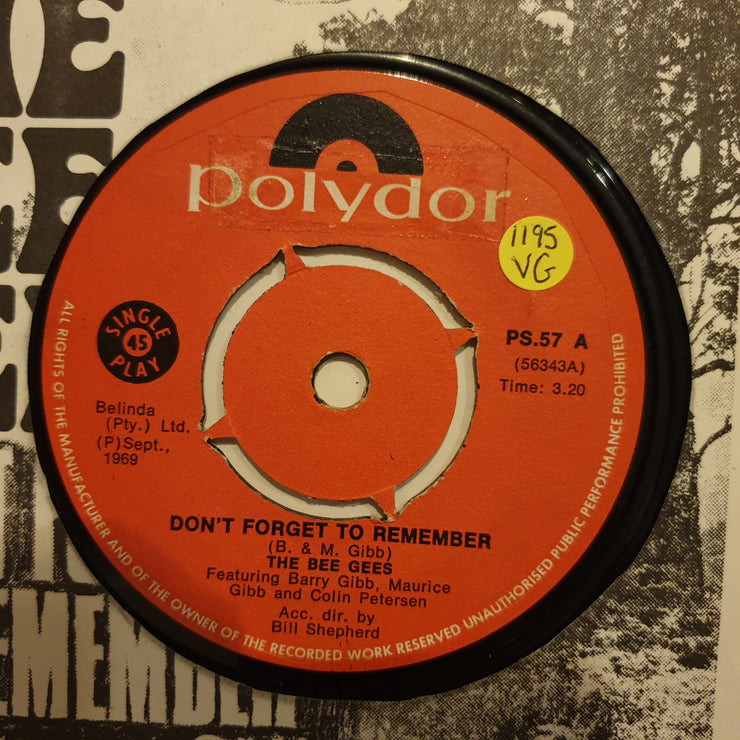 polydor
1195
VG
SINGLE
45
PLAY
PS.57 A
(56343A)
Time: 3.20
Belinda
(Pty.) Ltd.
(P)Sept.,
1969
DON'T FORGET TO REMEMBER
(B. & M. Gibb)
THE BEE GEES
Featuring Barry Gibb, Maurice
Gibb and Colin Petersen
Acc. dir. by
Bill Shepherd
ALL RIGHTS OF THE MANUFACTURER AND OF THE OWNER OF THE RECORDED WORK RESERVED UNAUTHORISED PUBLIC PERFORMANCE PROHIBITED